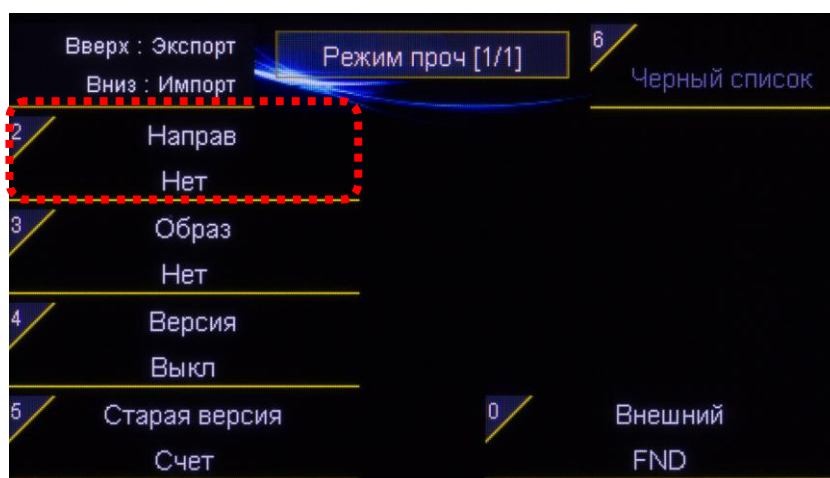 Вверх : Экспорт
Вниз : Импорт
Режим проч [1/1]
6
Черный список
2
Направ
Нет
3
Образ
Нет
4
Версия
Выкл
5
Старая версия
Счет
0
Внешний
FND